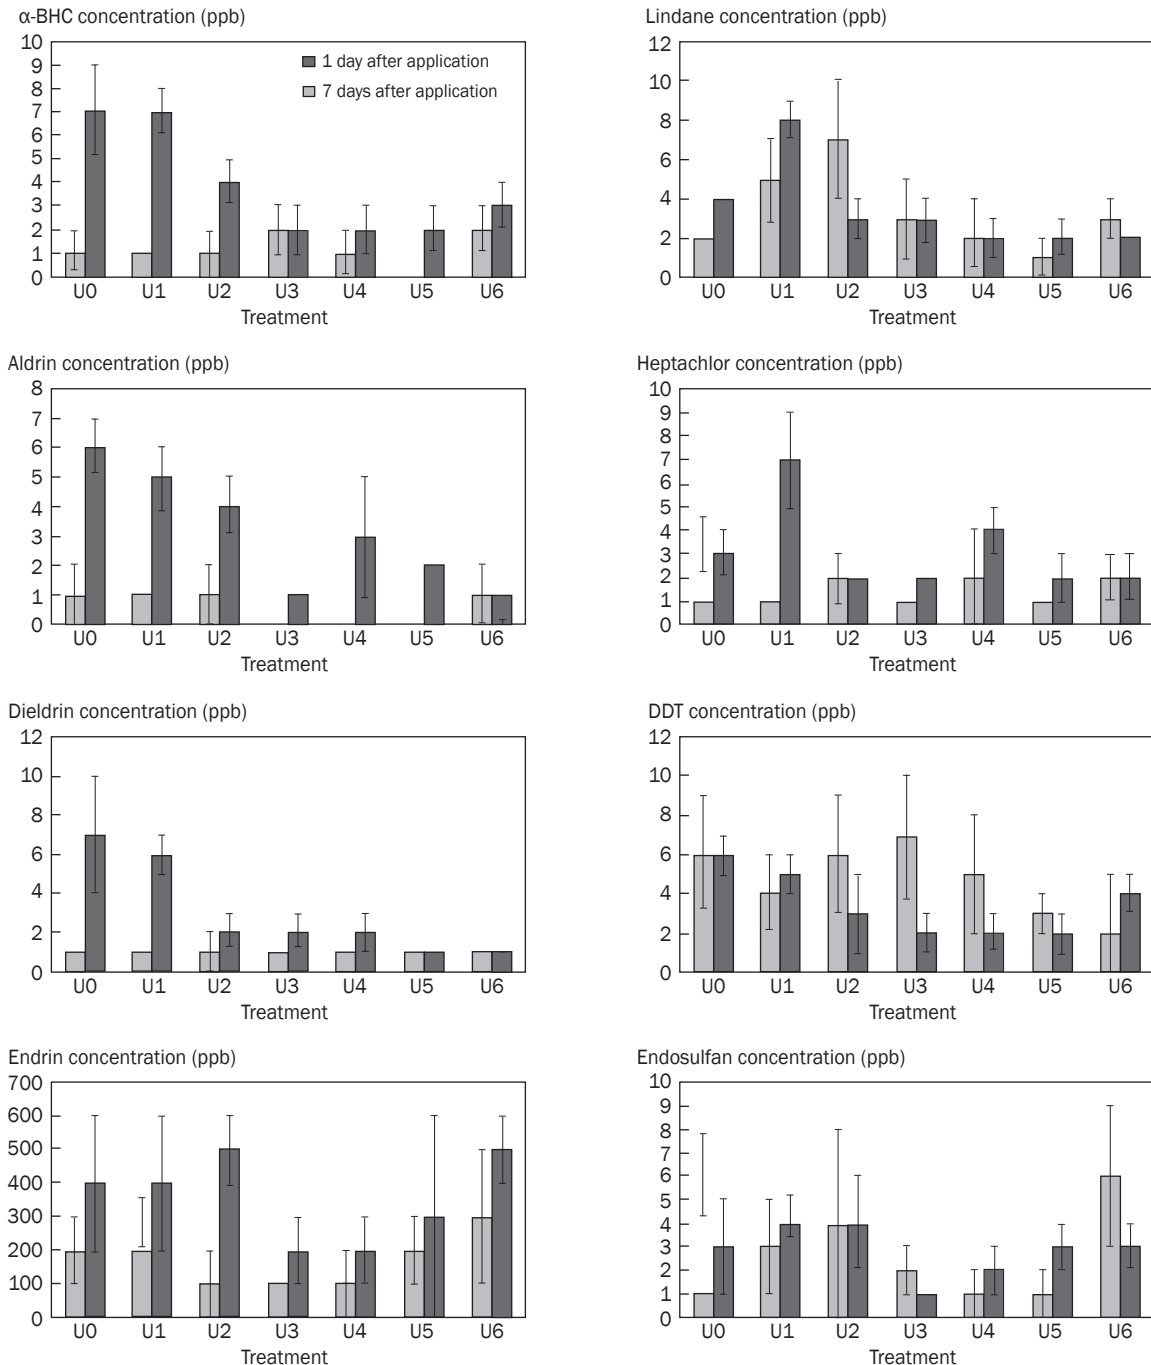 α-BHC concentration (ppb)
10
9
8
7
6
5
4
3
2
1
0
1 day after application
7 days after application
U0 U1 U2 U3 U4 U5 U6
Treatment
Lindane concentration (ppb)
12
10
8
6
4
2
0
U0 U1 U2 U3 U4 U5 U6
Treatment
Aldrin concentration (ppb)
8
7
6
5
4
3
2
1
0
U0 U1 U2 U3 U4 U5 U6
Treatment
Heptachlor concentration (ppb)
10
9
8
7
6
5
4
3
2
1
0
U0 U1 U2 U3 U4 U5 U6
Treatment
Dieldrin concentration (ppb)
12
10
8
6
4
2
0
U0 U1 U2 U3 U4 U5 U6
Treatment
DDT concentration (ppb)
12
10
8
6
4
2
0
U0 U1 U2 U3 U4 U5 U6
Treatment
Endrin concentration (ppb)
700
600
500
400
300
200
100
0
U0 U1 U2 U3 U4 U5 U6
Treatment
Endosulfan concentration (ppb)
10
9
8
7
6
5
4
3
2
1
0
U0 U1 U2 U3 U4 U5 U6
Treatment